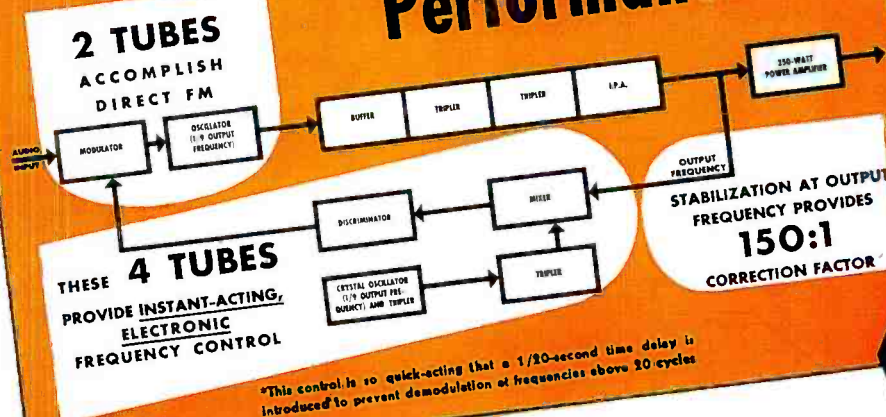 2 TUBES
ACCOMPLISH
DIRECT FM
AUDIO
INPUT
MODULATOR
OSCILLATOR
(1/9 OUTPUT
FREQUENCY)
BUFFER
TRIPLER
TRIPLER
I.P.A.
250-WATT
POWER AMPLIFIER
OUTPUT
FREQUENCY
STABILIZATION AT OUTPUT
FREQUENCY PROVIDES
150:1
CORRECTION FACTOR
DISCRIMINATOR
MIXER
CRYSTAL OSCILLATOR
(1/9 OUTPUT FRE-
QUENCY) AND TRIPLER
TRIPLER
THESE 4 TUBES
PROVIDE INSTANT-ACTING,
ELECTRONIC
FREQUENCY CONTROL
*This control is so quick-acting that a 1/20-second time delay is
introduced to prevent demodulation at frequencies above 20 cycles